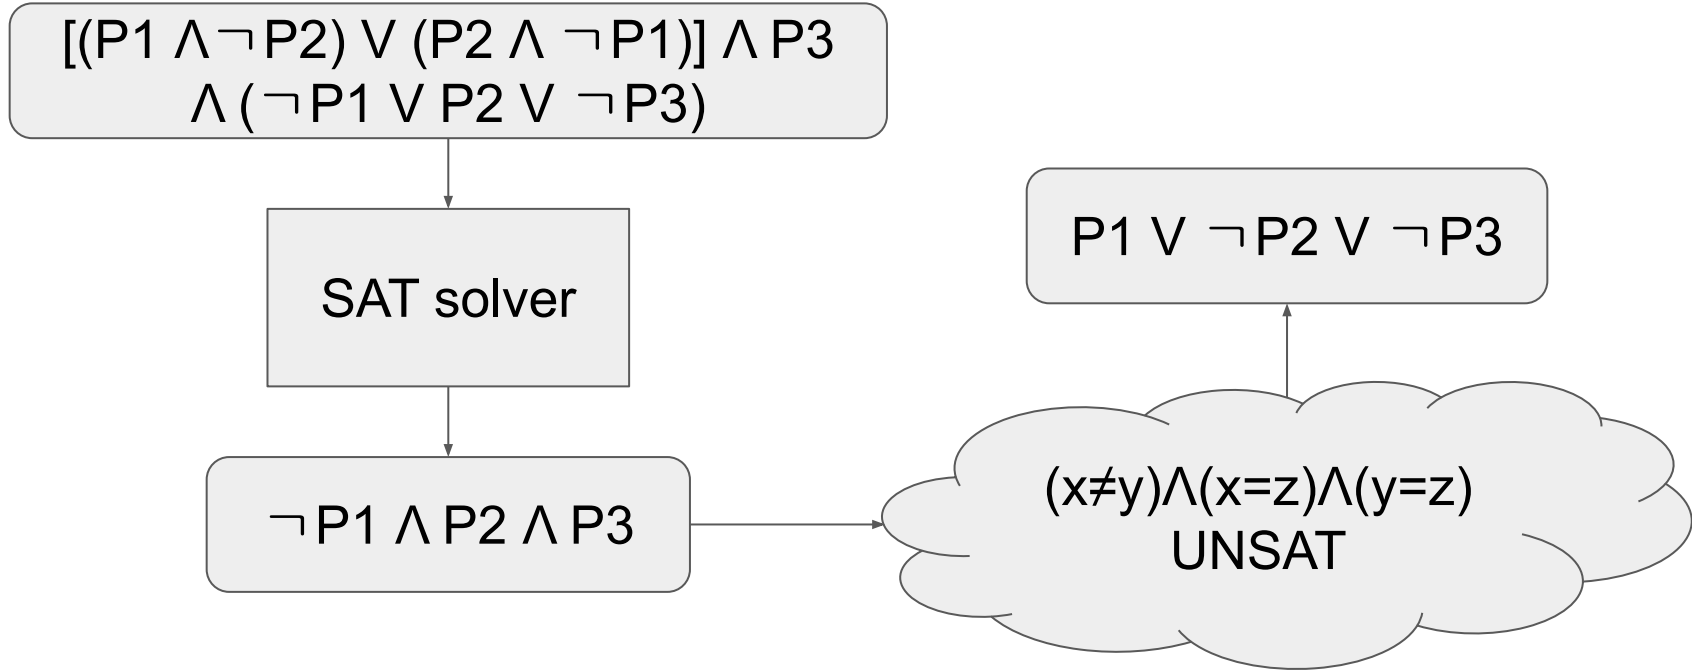 [(P1 Λ ¬ P2) V (P2 Λ ¬ P1)] Λ P3
Λ (¬ P1 V P2 V ¬ P3)
SAT solver
¬ P1 Λ P2 Λ P3
P1 V ¬ P2 V ¬ P3
(x≠y)Λ(x=z)Λ(y=z)
UNSAT